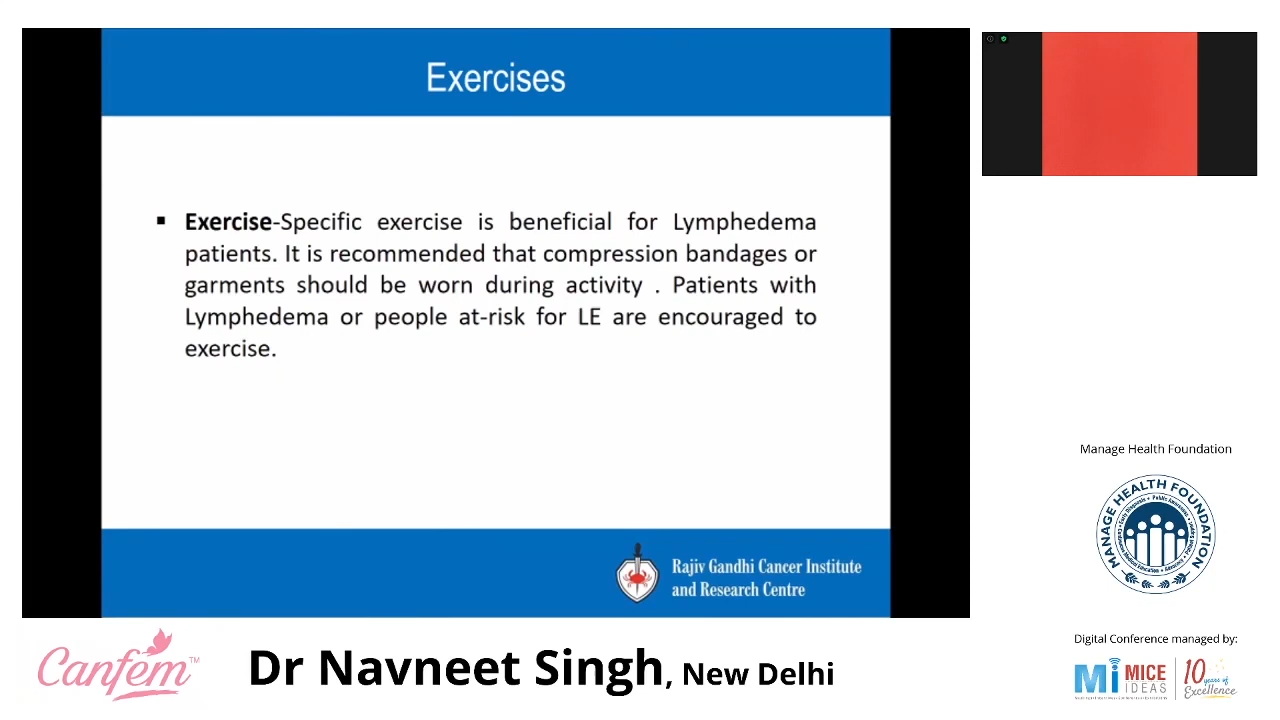 Exercises
▪ Exercise-Specific exercise is beneficial for Lymphedema
patients. It is recommended that compression bandages or
garments should be worn during activity . Patients with
Lymphedema or people at-risk for LE are encouraged to
exercise.
Rajiv Gandhi Cancer Institute
and Research Centre
Manage Health Foundation
MANAGE HEALTH FOUNDATION
Digital Conference managed by:
Mi MICE
IDEAS
10
years of
Excellence
Canfem™
Dr Navneet Singh, New Delhi